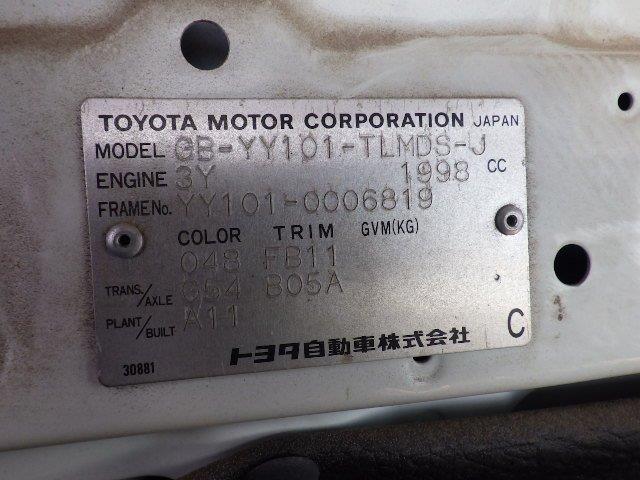 TOYOTA MOTOR CORPORATION JAPAN
MODEL GB-YY101-TLMDS-J
ENGINE 3Y 1998 CC
FRAME No. YY101-0006819
COLOR TRIM GVM(KG)
048 FB11
TRANS./AXLE G54 B05A
PLANT/BUILT A11
トヨタ自動車株式会社 C
30881